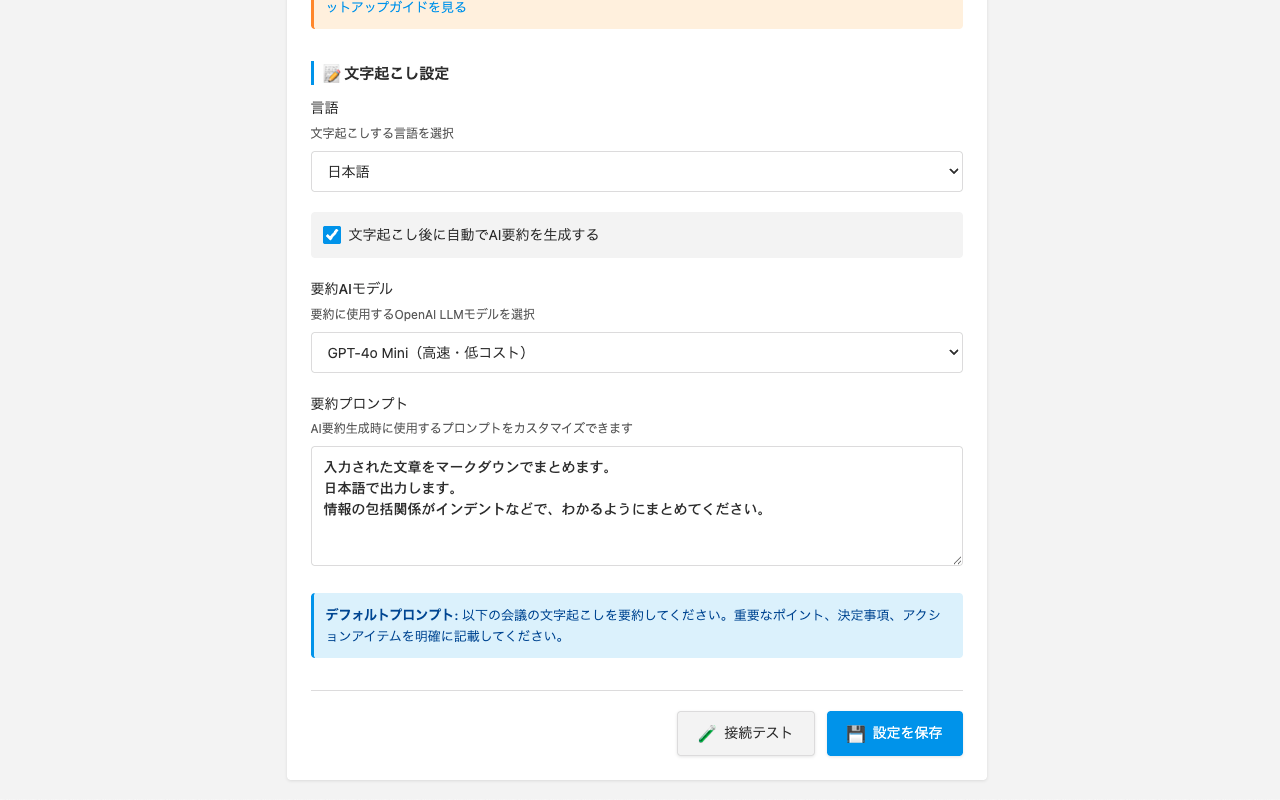 ットアップガイドを見る
📝 文字起こし設定
言語
文字起こしする言語を選択
日本語
文字起こし後に自動でAI要約を生成する
要約AIモデル
要約に使用するOpenAI LLMモデルを選択
GPT-4o Mini（高速・低コスト）
要約プロンプト
AI要約生成時に使用するプロンプトをカスタマイズできます
入力された文章をマークダウンでまとめます。
日本語で出力します。
情報の包括関係がインデントなどで、わかるようにまとめてください。
デフォルトプロンプト: 以下の会議の文字起こしを要約してください。重要なポイント、決定事項、アクシ
ョンアイテムを明確に記載してください。
🧪 接続テスト
💾 設定を保存